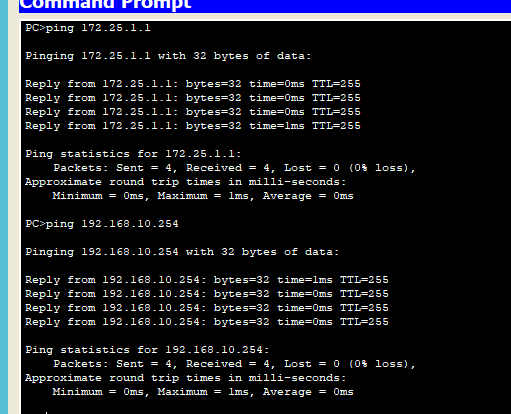 Command Prompt
PC>ping 172.25.1.1
Pinging 172.25.1.1 with 32 bytes of data:
Reply from 172.25.1.1: bytes=32 time=0ms TTL=255
Reply from 172.25.1.1: bytes=32 time=0ms TTL=255
Reply from 172.25.1.1: bytes=32 time=0ms TTL=255
Reply from 172.25.1.1: bytes=32 time=1ms TTL=255
Ping statistics for 172.25.1.1:
Packets: Sent = 4, Received = 4, Lost = 0 (0% loss),
Approximate round trip times in milli-seconds:
Minimum = 0ms, Maximum = 1ms, Average = 0ms
PC>ping 192.168.10.254
Pinging 192.168.10.254 with 32 bytes of data:
Reply from 192.168.10.254: bytes=32 time=1ms TTL=255
Reply from 192.168.10.254: bytes=32 time=0ms TTL=255
Reply from 192.168.10.254: bytes=32 time=0ms TTL=255
Reply from 192.168.10.254: bytes=32 time=0ms TTL=255
Ping statistics for 192.168.10.254:
Packets: Sent = 4, Received = 4, Lost = 0 (0% loss),
Approximate round trip times in milli-seconds:
Minimum = 0ms, Maximum = 1ms, Average = 0ms